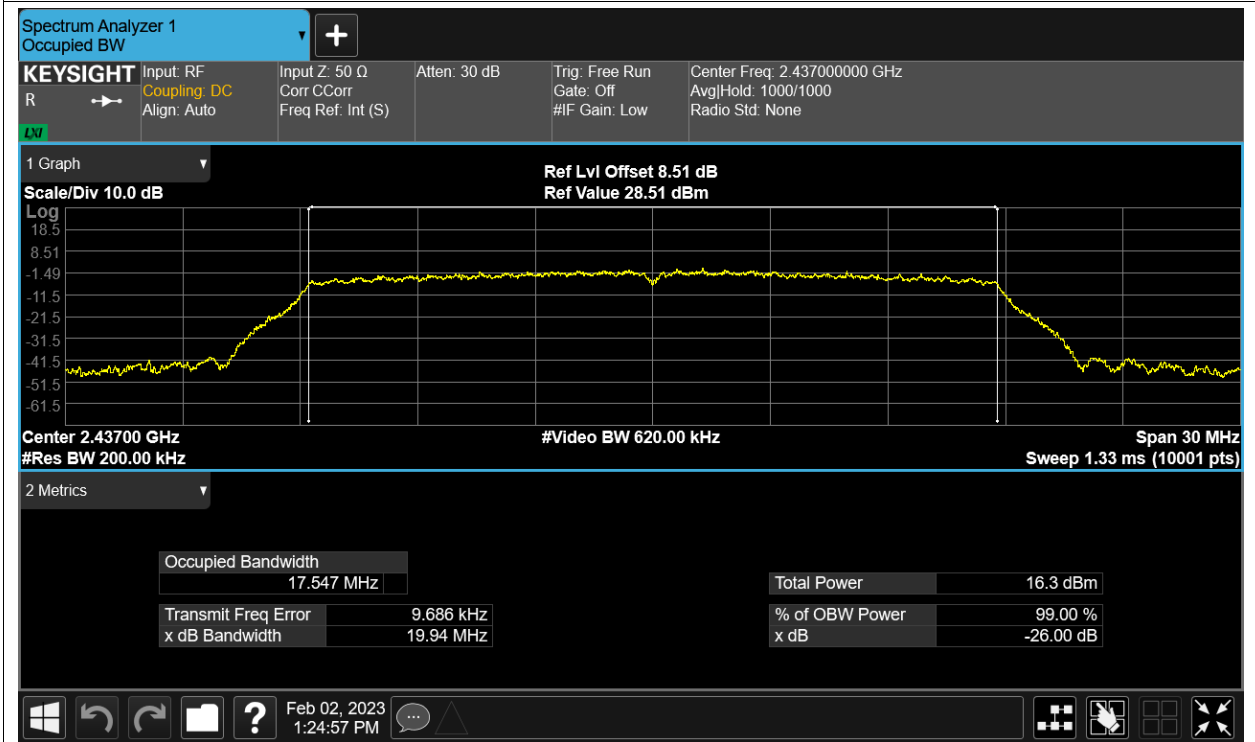 Spectrum Analyzer 1
Occupied BW
KEYSIGHT
R
LXI
Input: RF
Coupling: DC
Align: Auto
Input Z: 50 Ω
Corr CCorr
Freq Ref: Int (S)
Atten: 30 dB
Trig: Free Run
Gate: Off
#IF Gain: Low
Center Freq: 2.437000000 GHz
Avg|Hold: 1000/1000
Radio Std: None
1 Graph
Scale/Div 10.0 dB
Ref Lvl Offset 8.51 dB
Ref Value 28.51 dBm
Log
18.5
8.51
-1.49
-11.5
-21.5
-31.5
-41.5
-51.5
-61.5
Center 2.43700 GHz
#Video BW 620.00 kHz
Span 30 MHz
#Res BW 200.00 kHz
Sweep 1.33 ms (10001 pts)
2 Metrics
Occupied Bandwidth
17.547 MHz
Transmit Freq Error 9.686 kHz
x dB Bandwidth 19.94 MHz
Total Power 16.3 dBm
% of OBW Power 99.00 %
x dB -26.00 dB
?
Feb 02, 2023
1:24:57 PM